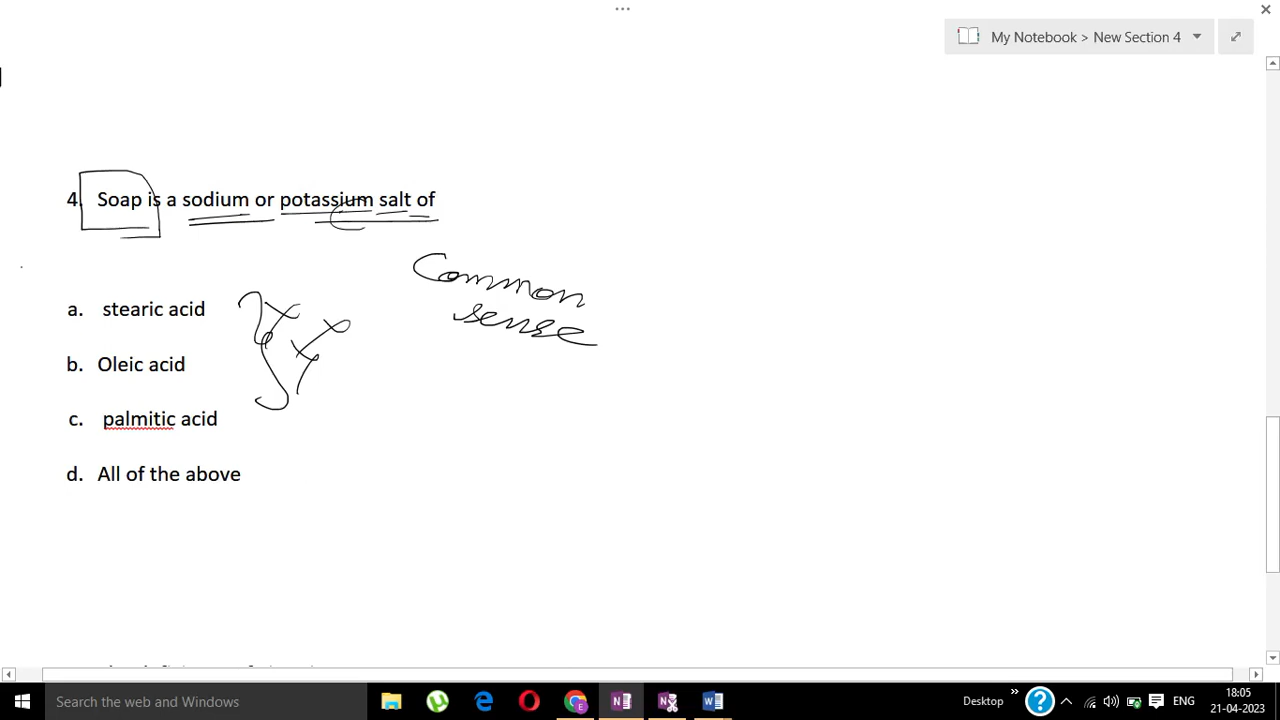 My Notebook > New Section 4
4. Soap is a sodium or potassium salt of
Common
sense
a. stearic acid
b. Oleic acid
c. palmitic acid
d. All of the above
Search the web and Windows
Desktop
ENG
18:05
21-04-2023